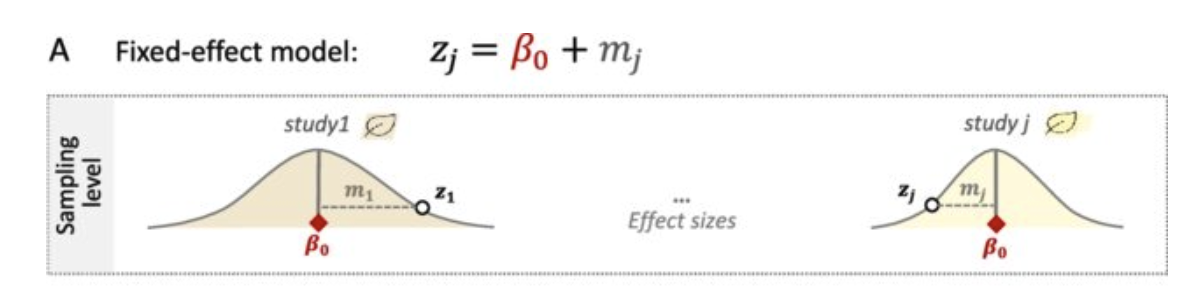 A Fixed-effect model: zⱼ = β₀ + mⱼ
Sampling level
study1
m₁
z₁
β₀
...
Effect sizes
study j
zⱼ
mⱼ
β₀